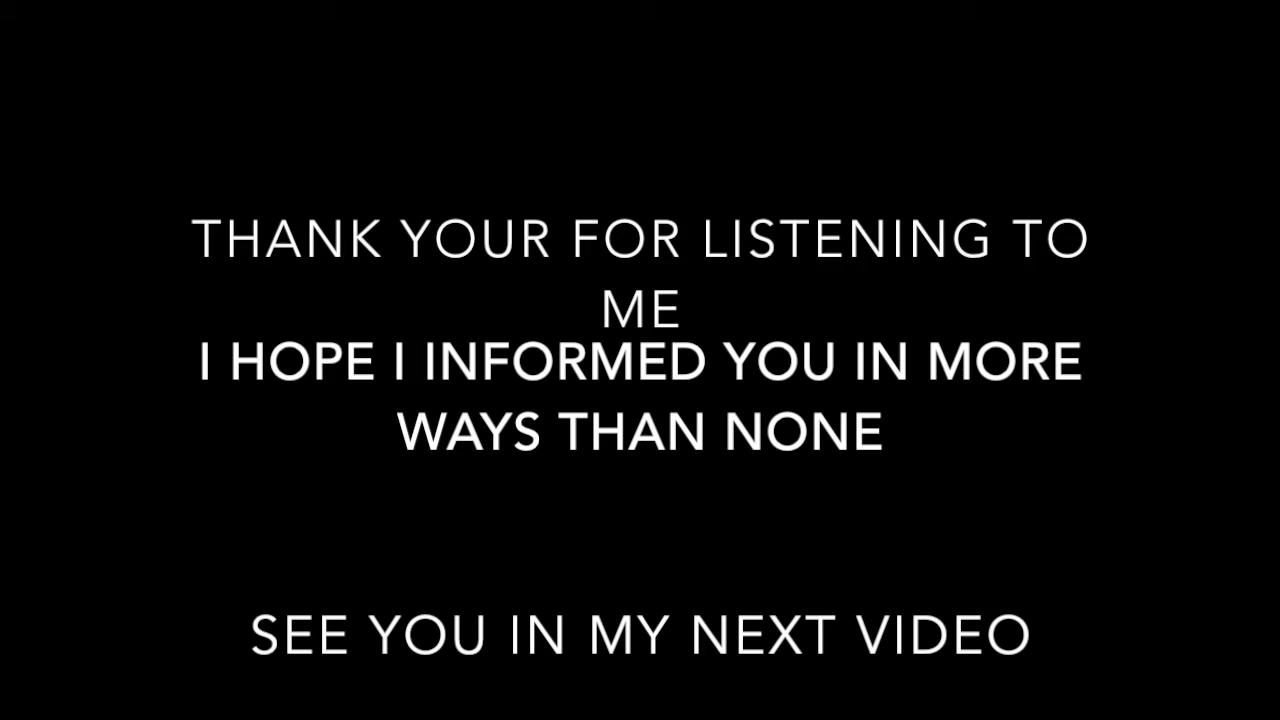 THANK YOUR FOR LISTENING TO
ME
I HOPE I INFORMED YOU IN MORE
WAYS THAN NONE
SEE YOU IN MY NEXT VIDEO